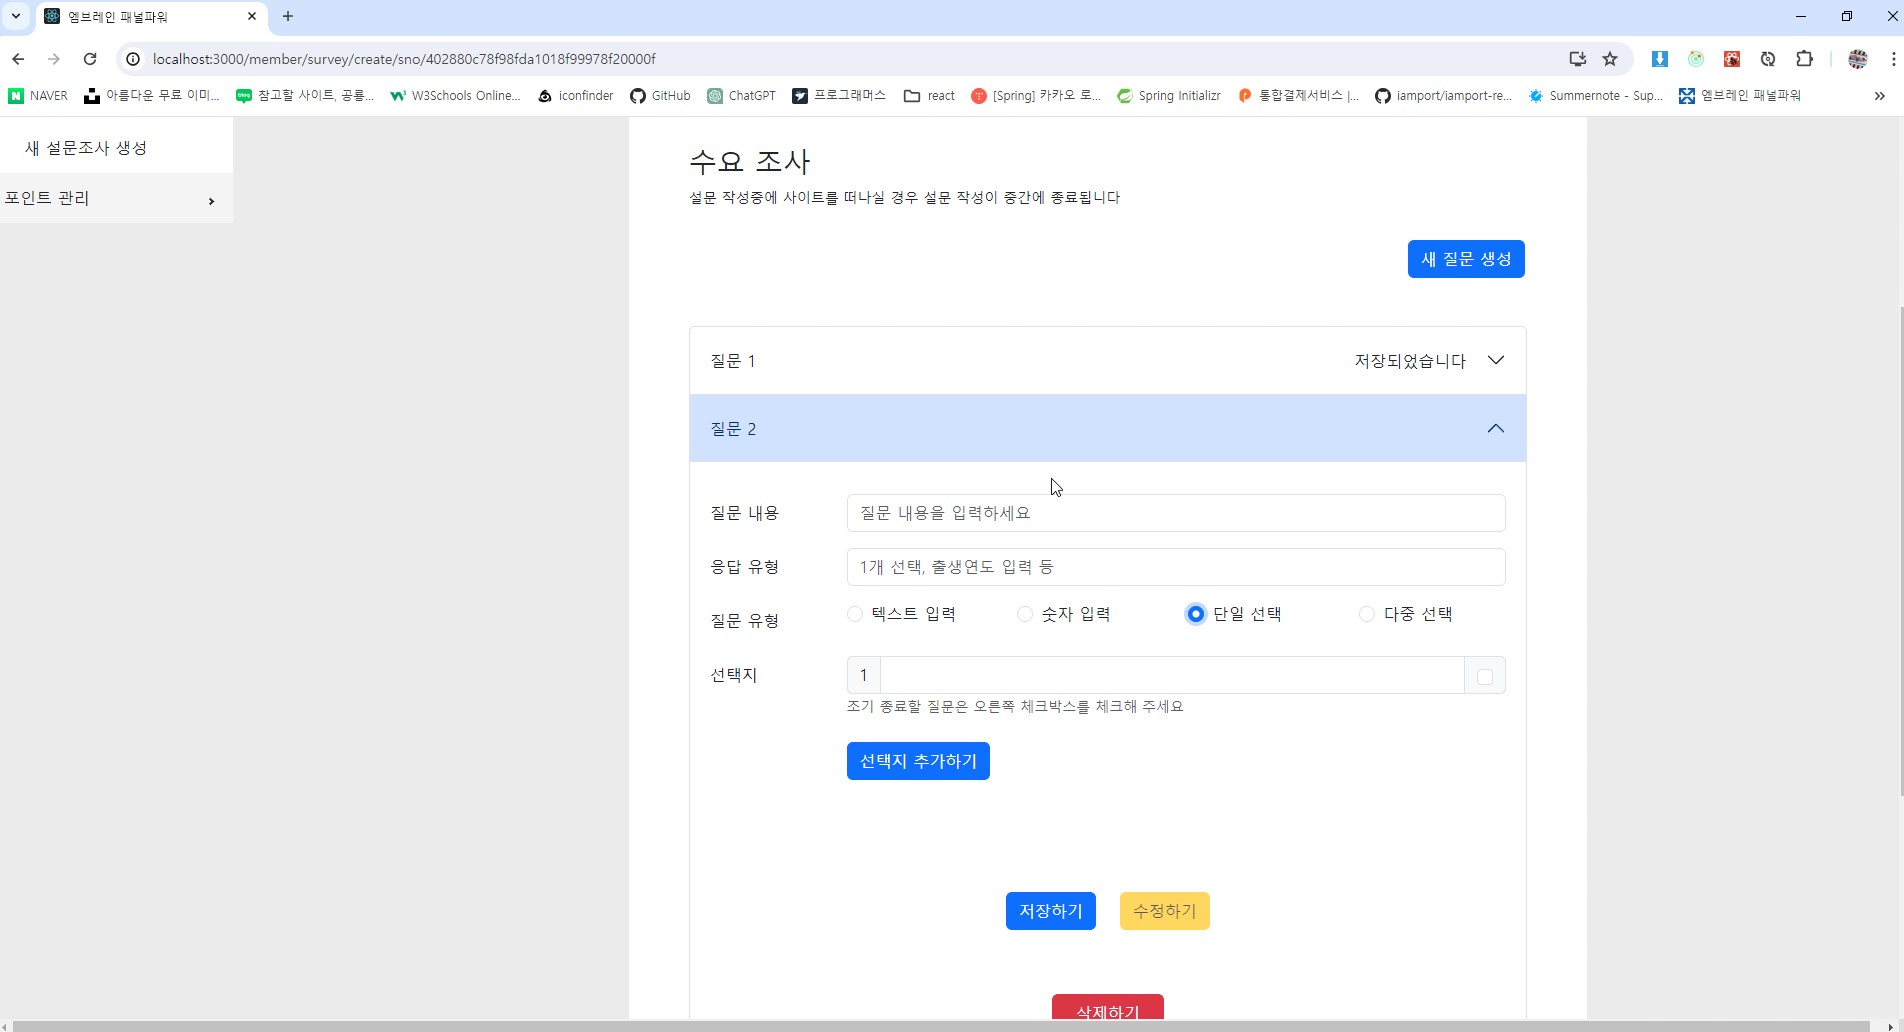 엠브레인 패널파워
localhost:3000/member/survey/create/sno/402880c78f98fda1018f99978f20000f
NAVER 아름다운 무료 이미... 참고할 사이트, 공룡... W3Schools Online... iconfinder GitHub ChatGPT 프로그래머스 react [Spring] 카카오 로... Spring Initializr 통합결제서비스 |... iamport/iamport-re... Summernote - Sup... 엠브레인 패널파워
새 설문조사 생성
포인트 관리
수요 조사
설문 작성중에 사이트를 떠나실 경우 설문 작성이 중간에 종료됩니다
새 질문 생성
질문 1 저장되었습니다
질문 2
질문 내용 질문 내용을 입력하세요
응답 유형 1개 선택, 출생연도 입력 등
질문 유형 텍스트 입력 숫자 입력 단일 선택 다중 선택
선택지 1
조기 종료할 질문은 오른쪽 체크박스를 체크해 주세요
선택지 추가하기
저장하기 수정하기
삭제하기